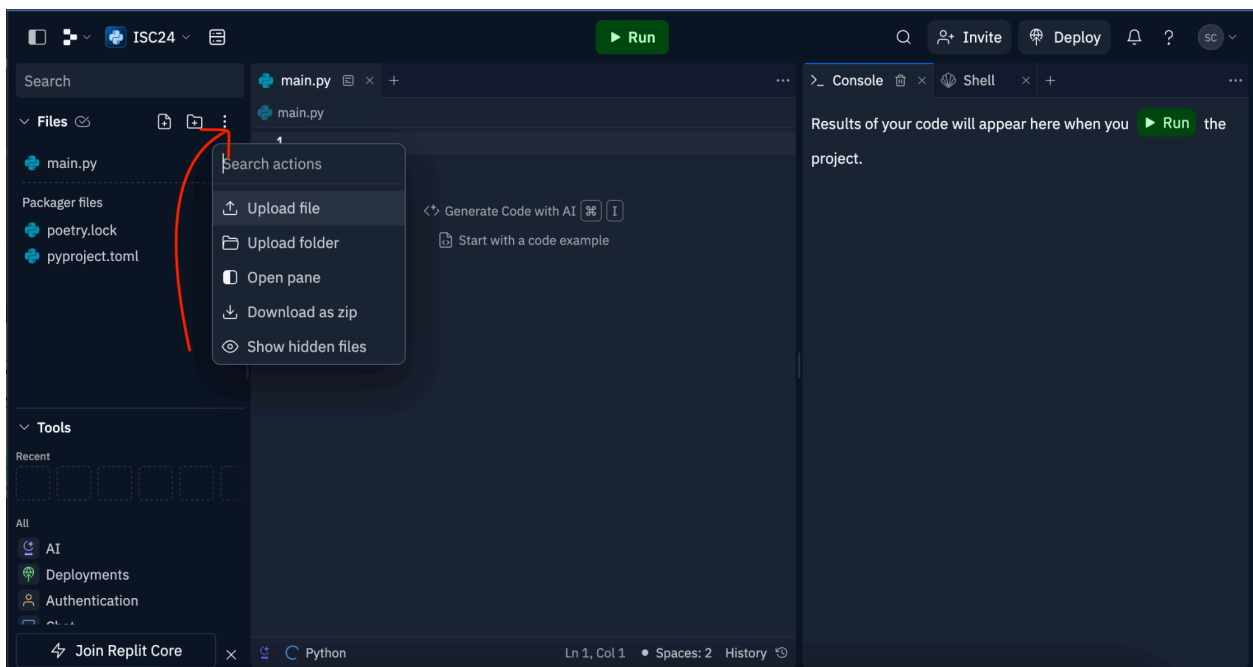 ISC24
Run
Invite
Deploy
SC
Search
Files
main.py
Packager files
poetry.lock
pyproject.toml
Search actions
Upload file
Upload folder
Open pane
Download as zip
Show hidden files
Tools
Recent
All
AI
Deployments
Authentication
Join Replit Core
main.py
main.py
1
Generate Code with AI ⌘ I
Start with a code example
Python
Ln 1, Col 1 • Spaces: 2 History
Console
Shell
Results of your code will appear here when you Run the
project.